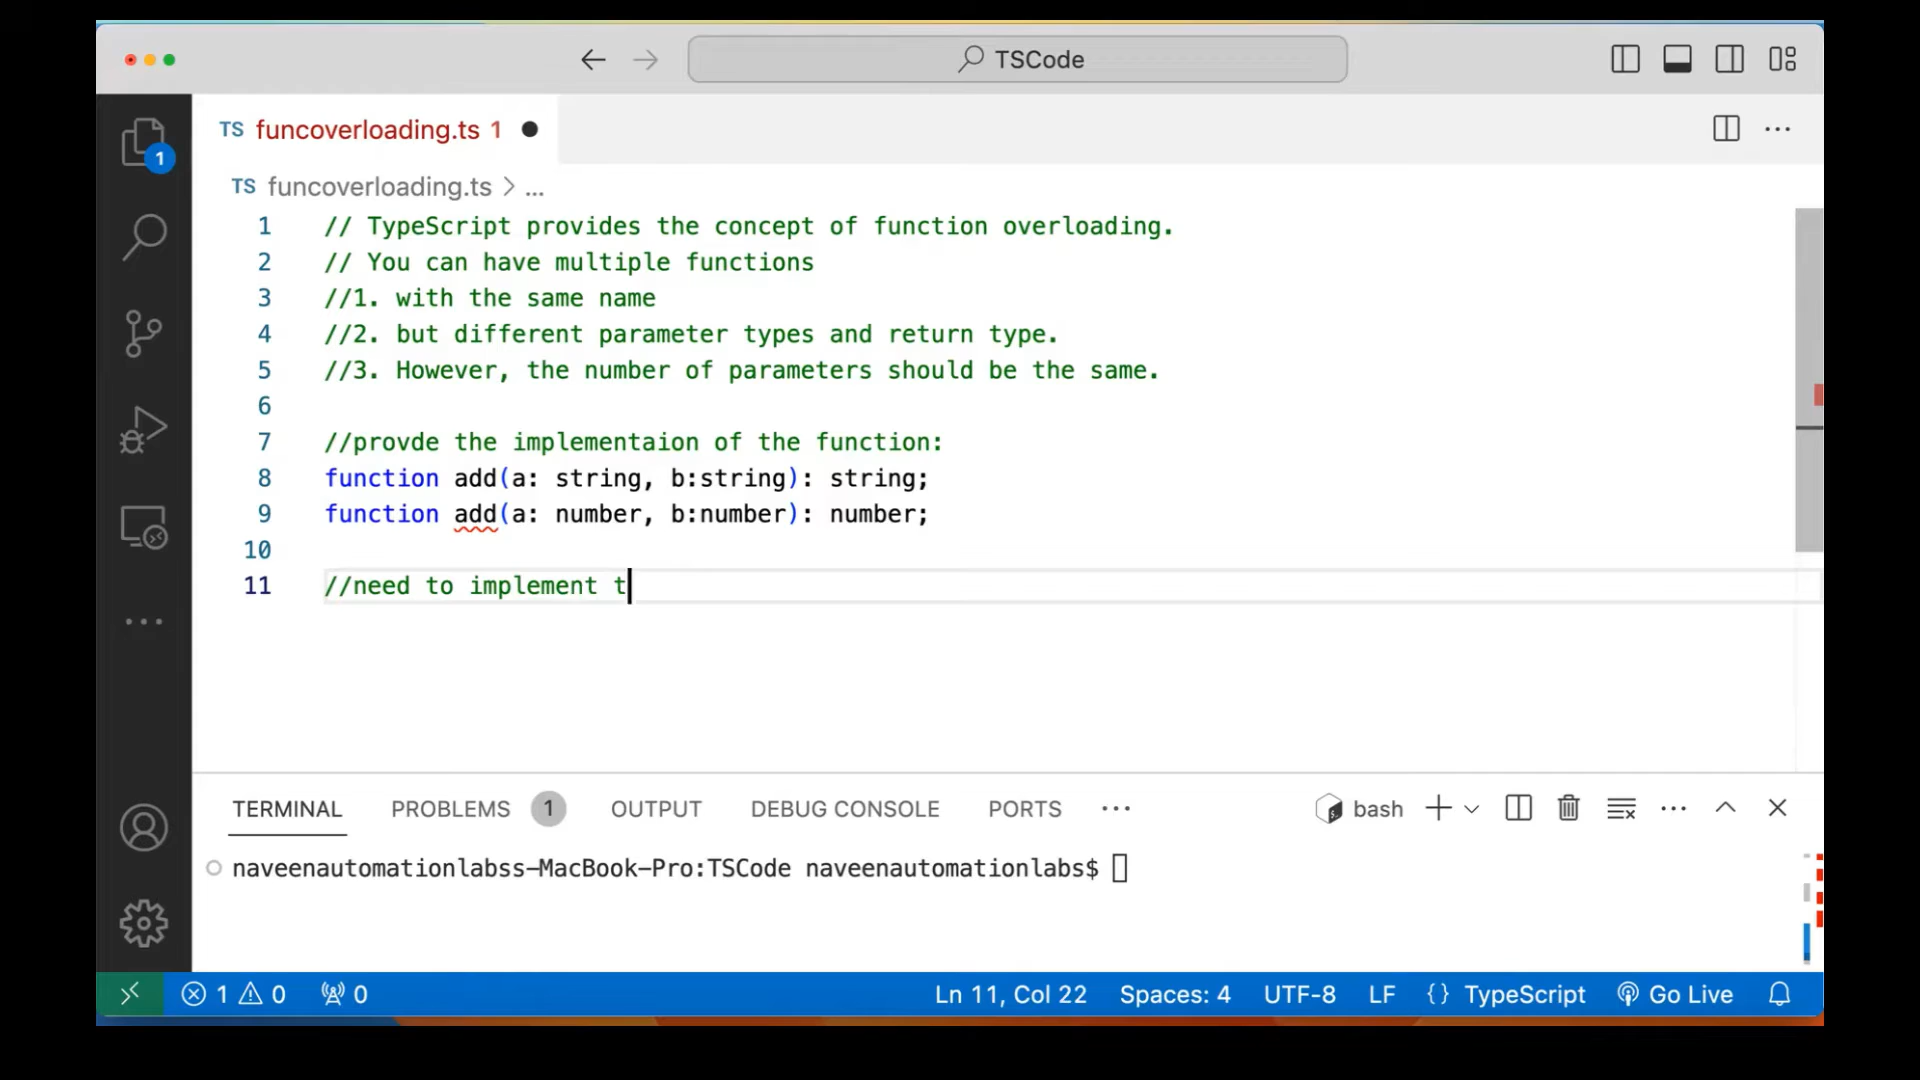 TSCode
TS funcoverloading.ts 1
TS funcoverloading.ts > ...
1
1 // TypeScript provides the concept of function overloading.
2 // You can have multiple functions
3 //1. with the same name
4 //2. but different parameter types and return type.
5 //3. However, the number of parameters should be the same.
6
7 //provde the implementaion of the function:
8 function add(a: string, b:string): string;
9 function add(a: number, b:number): number;
10
11 //need to implement t
TERMINAL PROBLEMS 1 OUTPUT DEBUG CONSOLE PORTS ... bash
naveenautomationlabss-MacBook-Pro:TSCode naveenautomationlabs$
1 0 0 Ln 11, Col 22 Spaces: 4 UTF-8 LF {} TypeScript Go Live